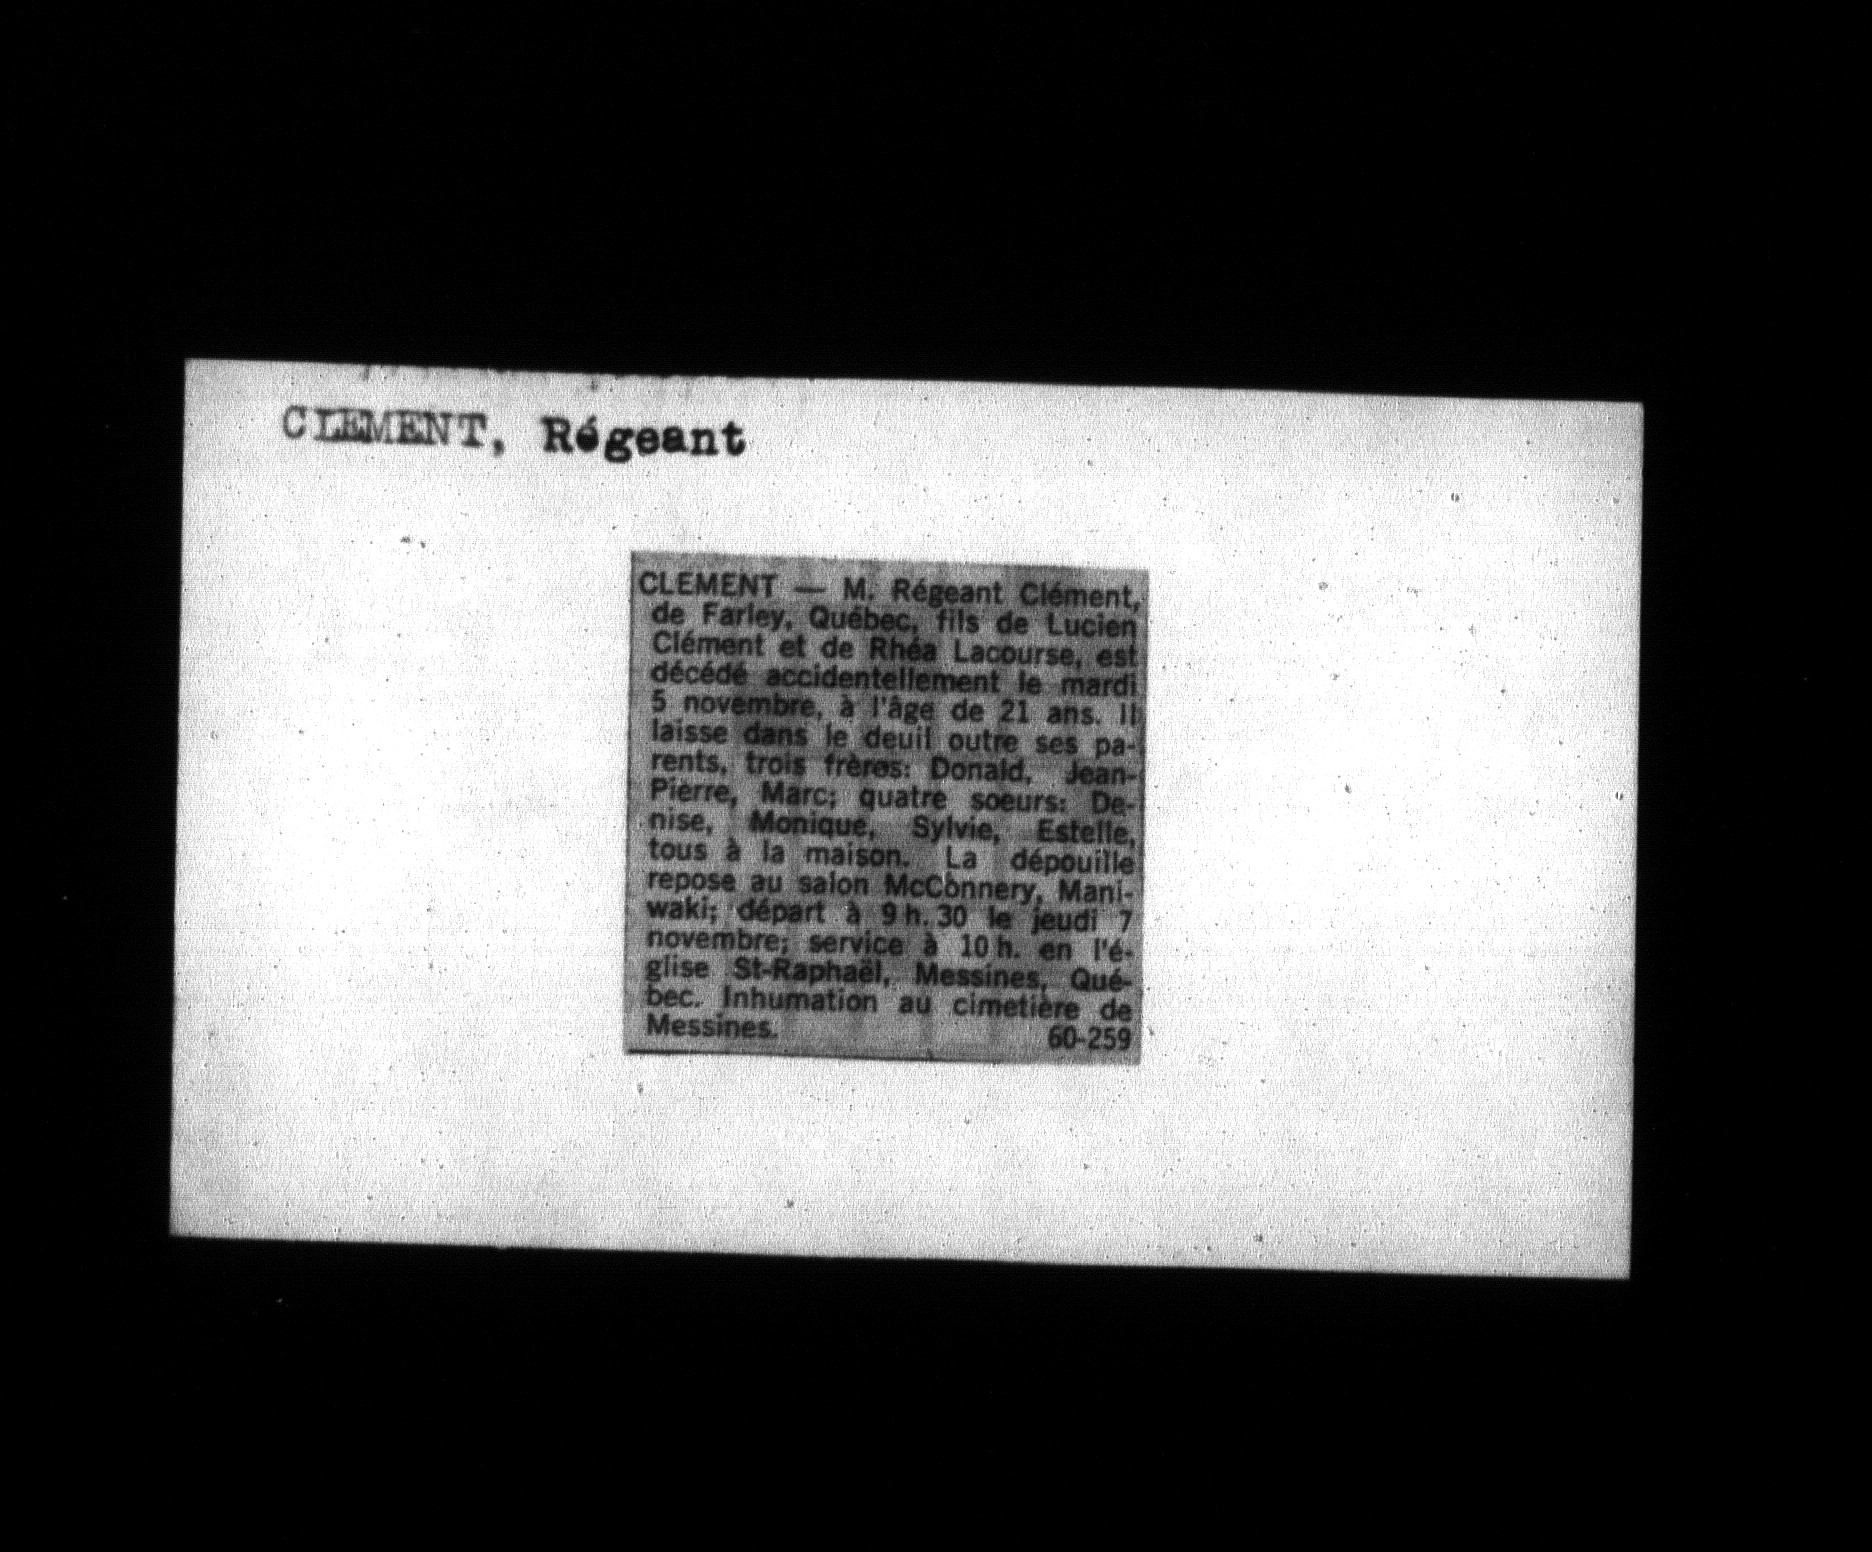 CLEMENT, Régeant
CLEMENT — M. Régeant Clément,
de Farley, Québec, fils de Lucien
Clément et de Rhéa Lacourse, est
décédé accidentellement le mardi
5 novembre, à l'âge de 21 ans. Il
laisse dans le deuil outre ses pa-
rents, trois frères: Donald, Jean-
Pierre, Marc; quatre soeurs: De-
nise, Monique, Sylvie, Estelle,
tous à la maison. La dépouille
repose au salon McConnery, Mani-
waki; départ à 9 h. 30 le jeudi 7
novembre; service à 10 h. en l'é-
glise St-Raphaël, Messines, Qué-
bec. Inhumation au cimetière de
Messines. 60-259